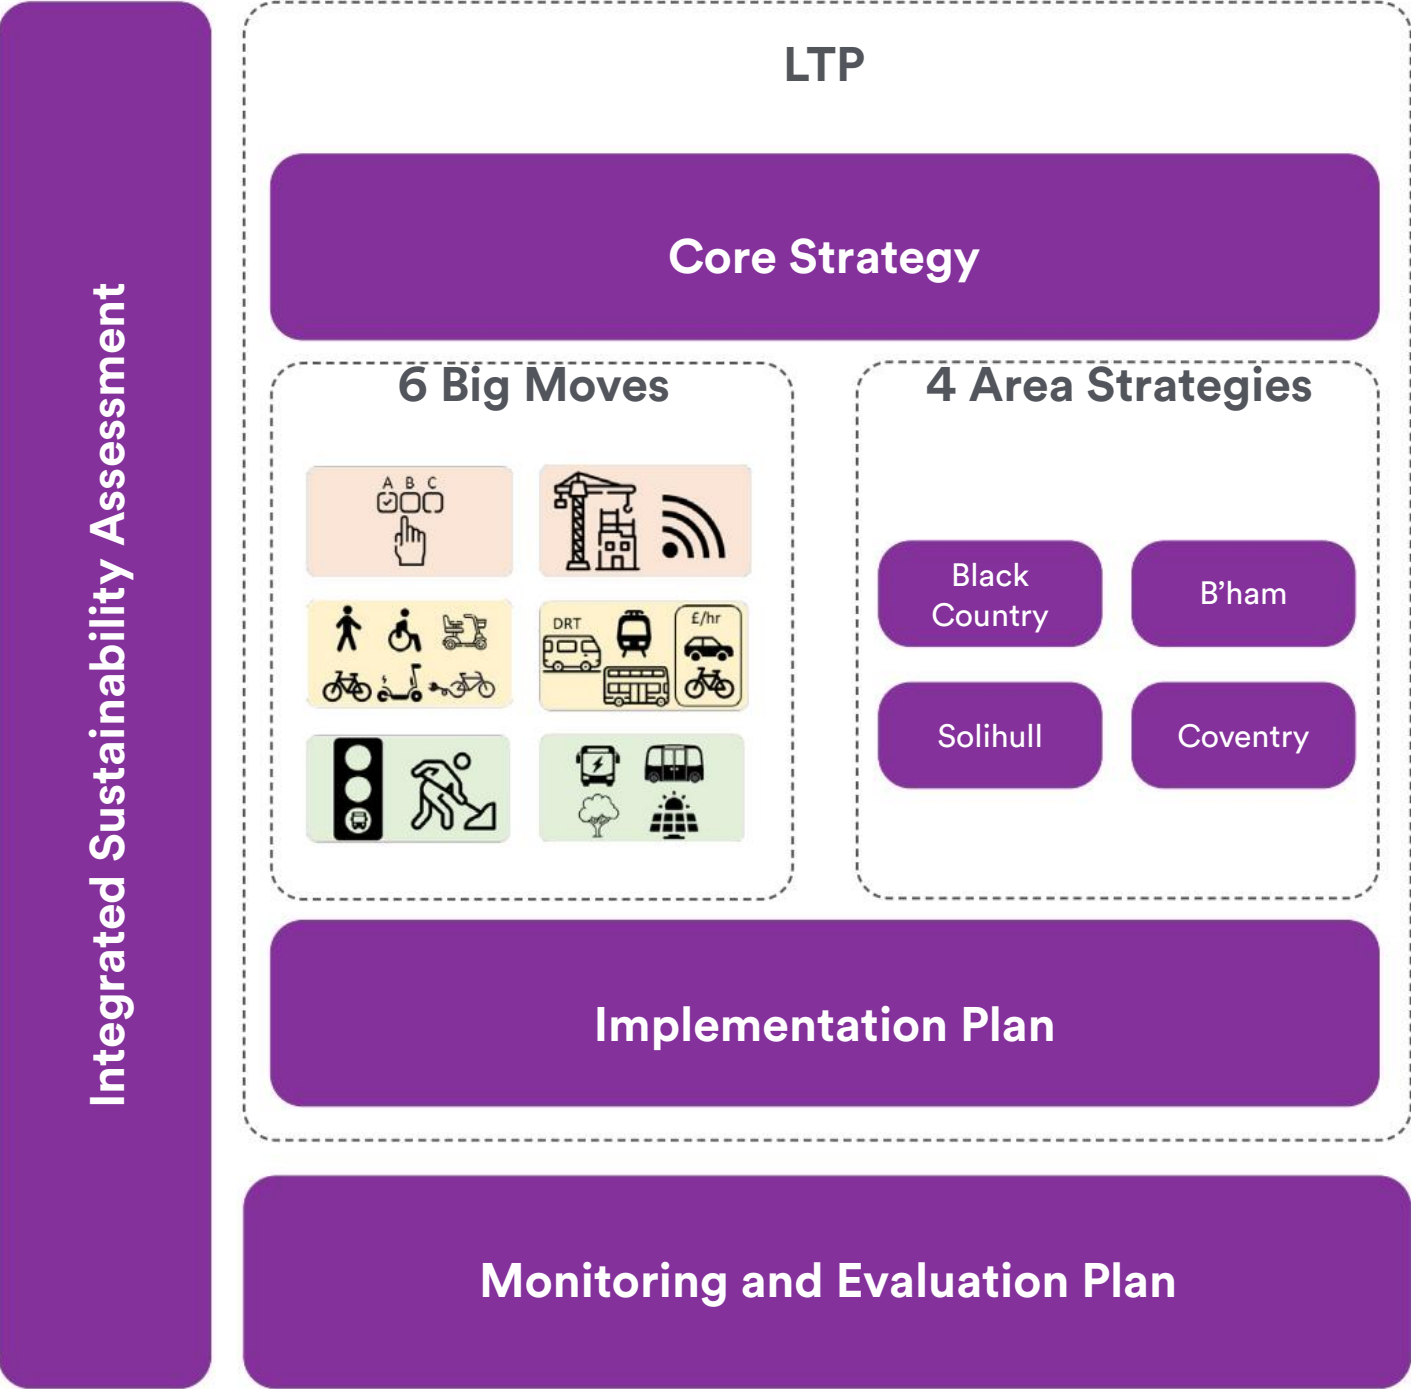 Integrated Sustainability Assessment
LTP
Core Strategy
6 Big Moves
A B C
DRT
£/hr
4 Area Strategies
Black
Country
B’ham
Solihull
Coventry
Implementation Plan
Monitoring and Evaluation Plan